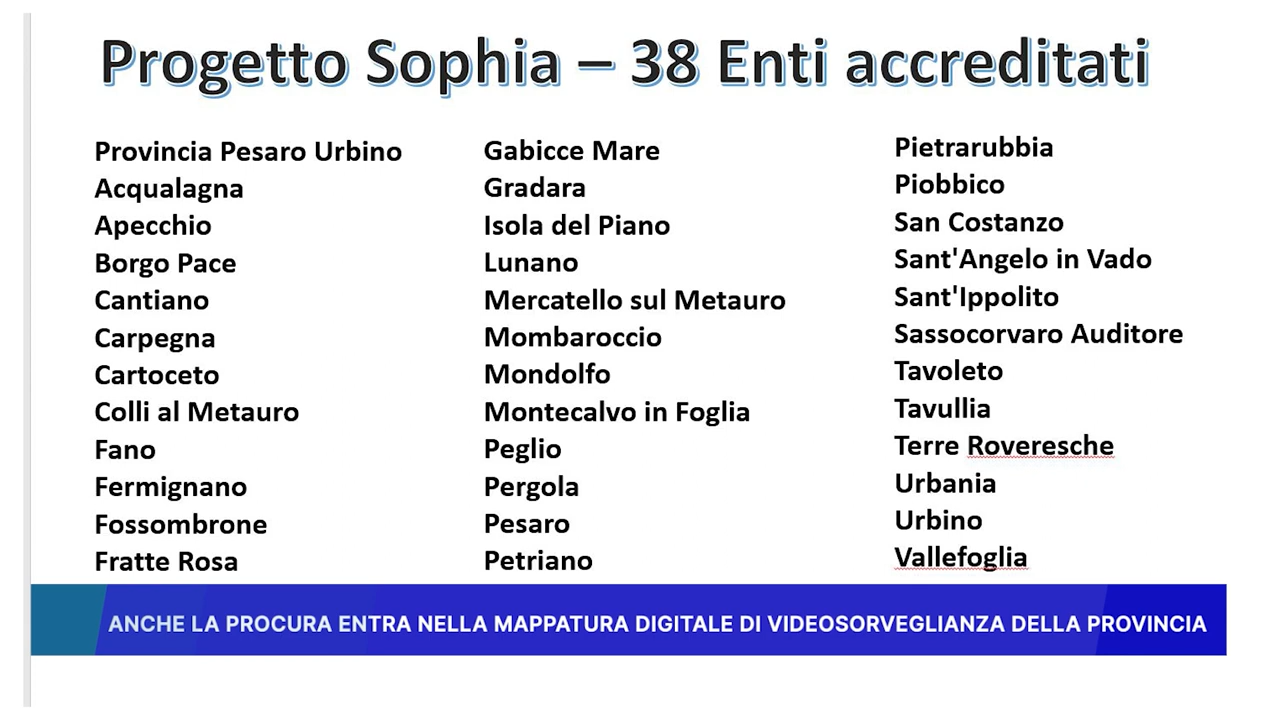 Progetto Sophia – 38 Enti accreditati
Provincia Pesaro Urbino
Acqualagna
Apecchio
Borgo Pace
Cantiano
Carpegna
Cartoceto
Colli al Metauro
Fano
Fermignano
Fossombrone
Fratte Rosa
Gabicce Mare
Gradara
Isola del Piano
Lunano
Mercatello sul Metauro
Mombaroccio
Mondolfo
Montecalvo in Foglia
Peglio
Pergola
Pesaro
Petriano
Pietrarubbia
Piobbico
San Costanzo
Sant'Angelo in Vado
Sant'Ippolito
Sassocorvaro Auditore
Tavoleto
Tavullia
Terre Roveresche
Urbania
Urbino
Vallefoglia
ANCHE LA PROCURA ENTRA NELLA MAPPATURA DIGITALE DI VIDEOSORVEGLIANZA DELLA PROVINCIA